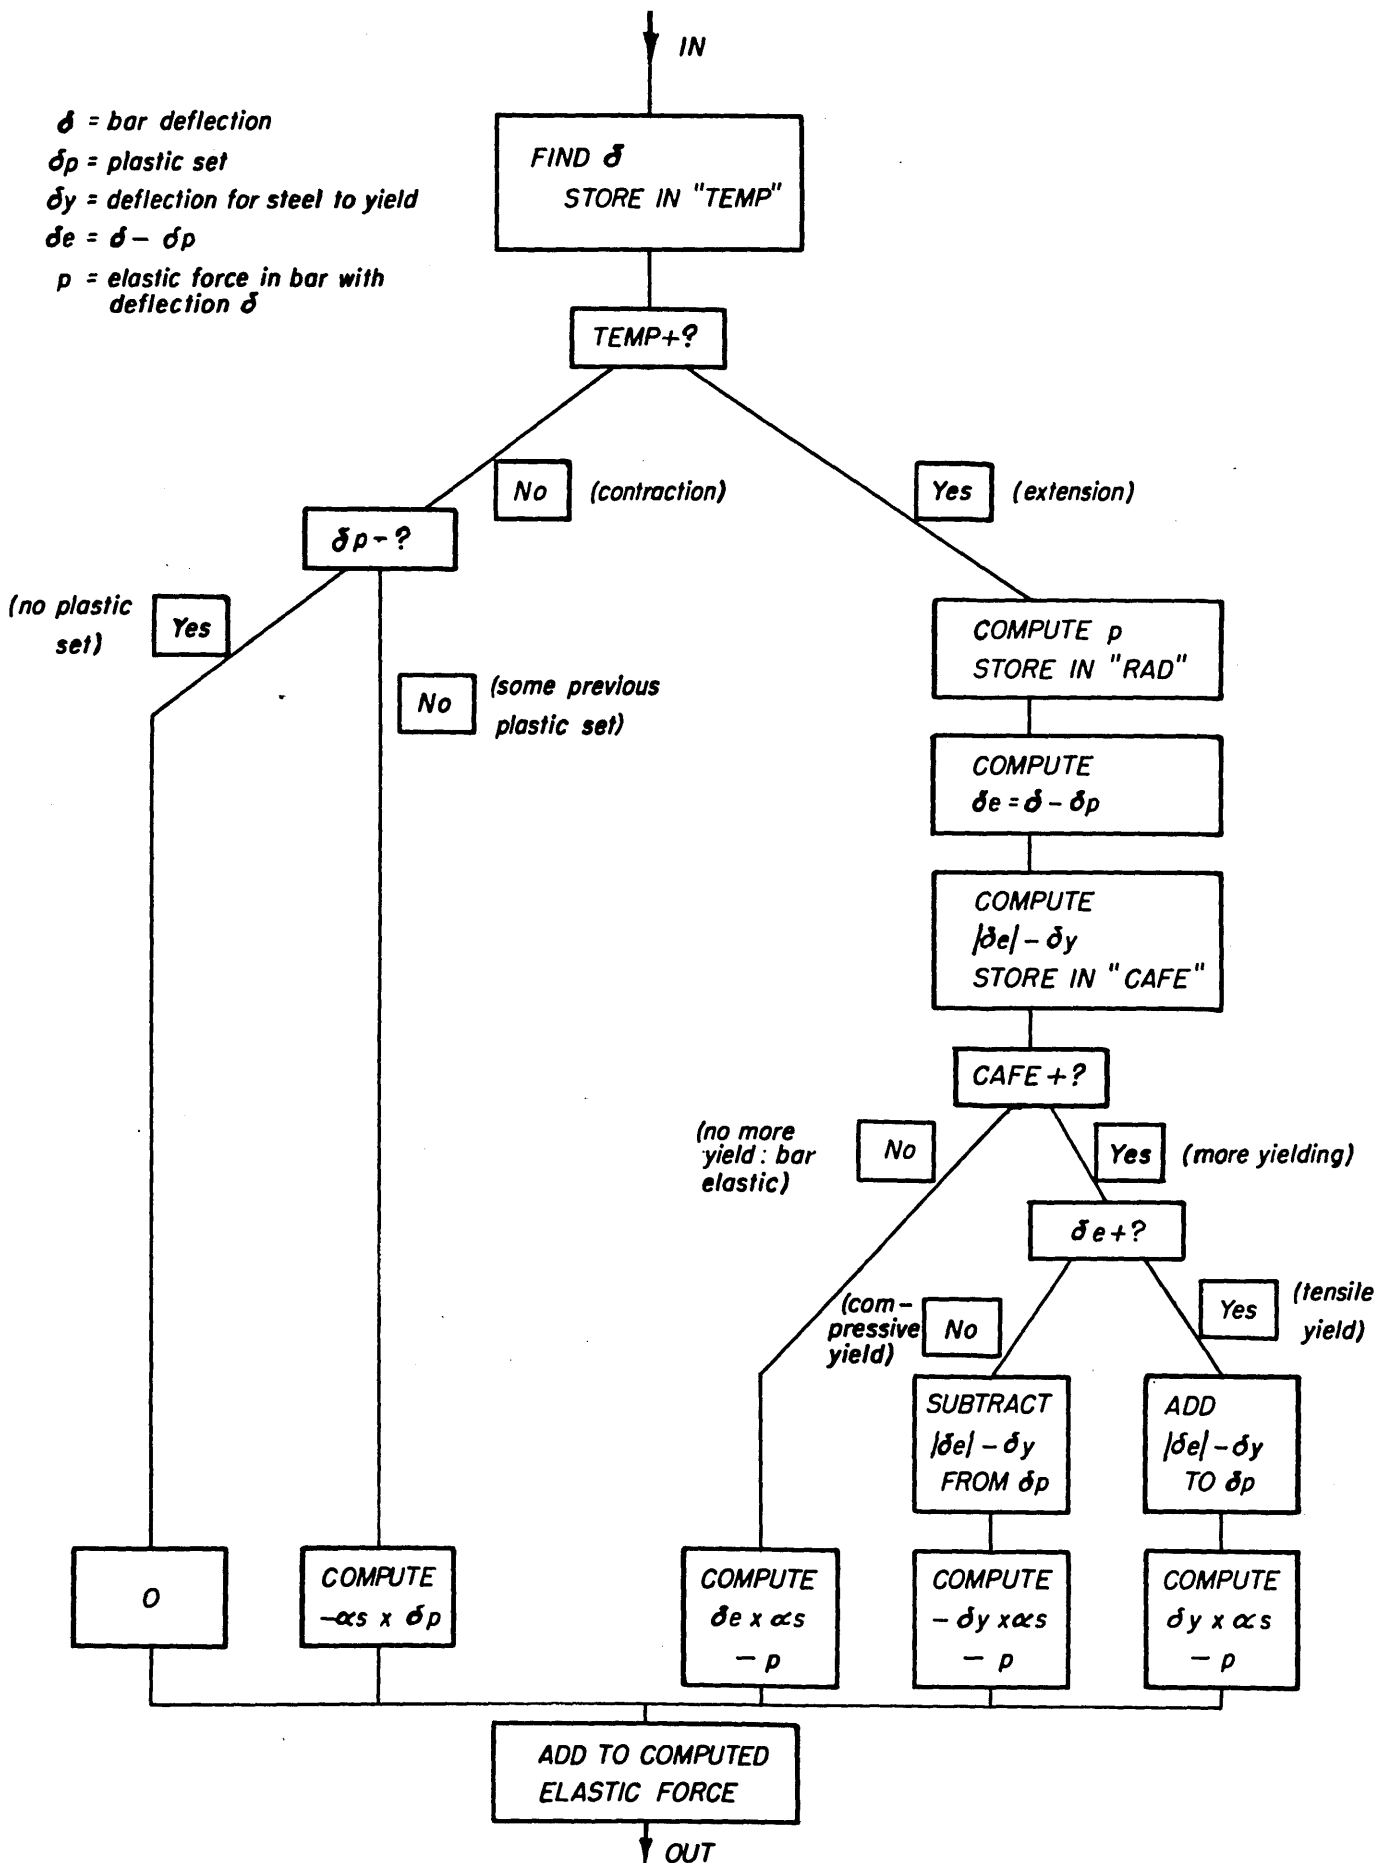 IN
δ = bar deflection
δp = plastic set
δy = deflection for steel to yield
δe = δ - δp
p = elastic force in bar with
deflection δ
FIND δ
STORE IN "TEMP"
TEMP+?
No (contraction)
Yes (extension)
δp-?
(no plastic
set)
Yes
No
(some previous
plastic set)
COMPUTE p
STORE IN "RAD"
COMPUTE
δe = δ - δp
COMPUTE
|δe| - δy
STORE IN "CAFE"
CAFE+?
(no more
yield: bar
elastic)
No
Yes (more yielding)
δe+?
(com-
pressive
yield)
No
Yes
(tensile
yield)
SUBTRACT
|δe| - δy
FROM δp
ADD
|δe| - δy
TO δp
O
COMPUTE
-αs x δp
COMPUTE
δe x αs
- p
COMPUTE
- δy x αs
- p
COMPUTE
δy x αs
- p
ADD TO COMPUTED
ELASTIC FORCE
OUT